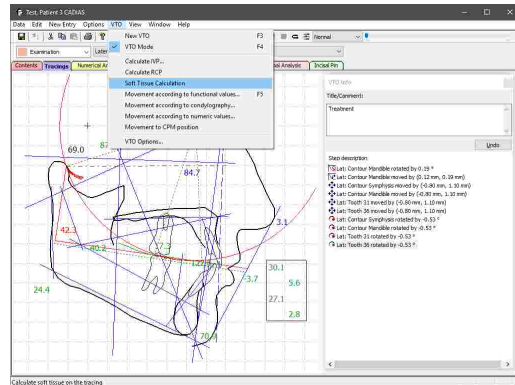 Test, Patient 3 CADIAS
Data Edit New Entry Options VTO View Window Help
Normal
Examination
Contents Tracings Numerical
Analysis Incisal Pin
New VTO F3
VTO Mode F4
Calculate IVP...
Calculate RCP
Soft Tissue Calculation
Movement according to functional values... F5
Movement according to condylography...
Movement according to numeric values...
Movement to CPM position
VTO Options...
VTO Info
Title/Comment:
Treatment
Undo
Step description:
Lat: Contour Mandible rotated by 0.19 °
Lat: Contour Mandible moved by (0.12 mm, 0.19 mm)
Lat: Contour Symphysis moved by (-0.80 mm, 1.10 mm)
Lat: Contour Mandible moved by (-0.80 mm, 1.10 mm)
Lat: Tooth 31 moved by (-0.80 mm, 1.10 mm)
Lat: Tooth 36 moved by (-0.80 mm, 1.10 mm)
Lat: Contour Symphysis rotated by -0.53 °
Lat: Contour Mandible rotated by -0.53 °
Lat: Tooth 31 rotated by -0.53 °
Lat: Tooth 36 rotated by -0.53 °
69.0
84.7
3.1
42.3
40.2
-3.7
30.1
5.6
27.1
2.8
24.4
Calculate soft tissue on the tracing